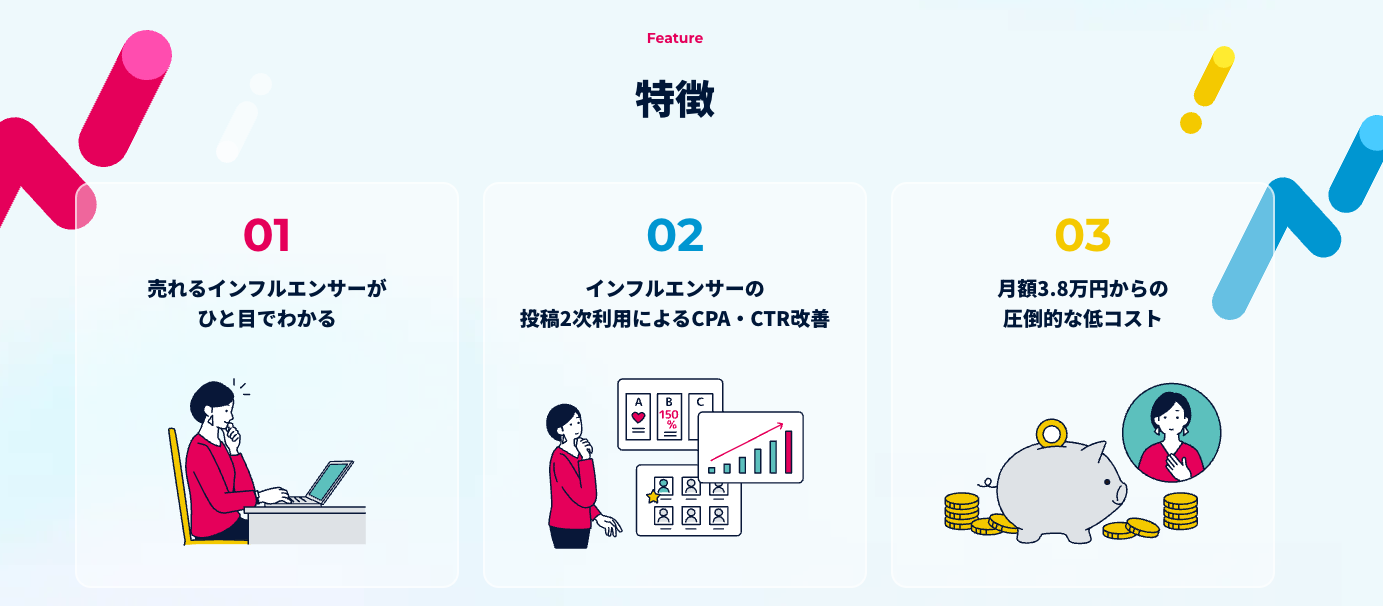 Feature
特徴
01
売れるインフルエンサーが
ひと目でわかる
02
インフルエンサーの
投稿2次利用によるCPA・CTR改善
A
B
C
150
%
03
月額3.8万円からの
圧倒的な低コスト